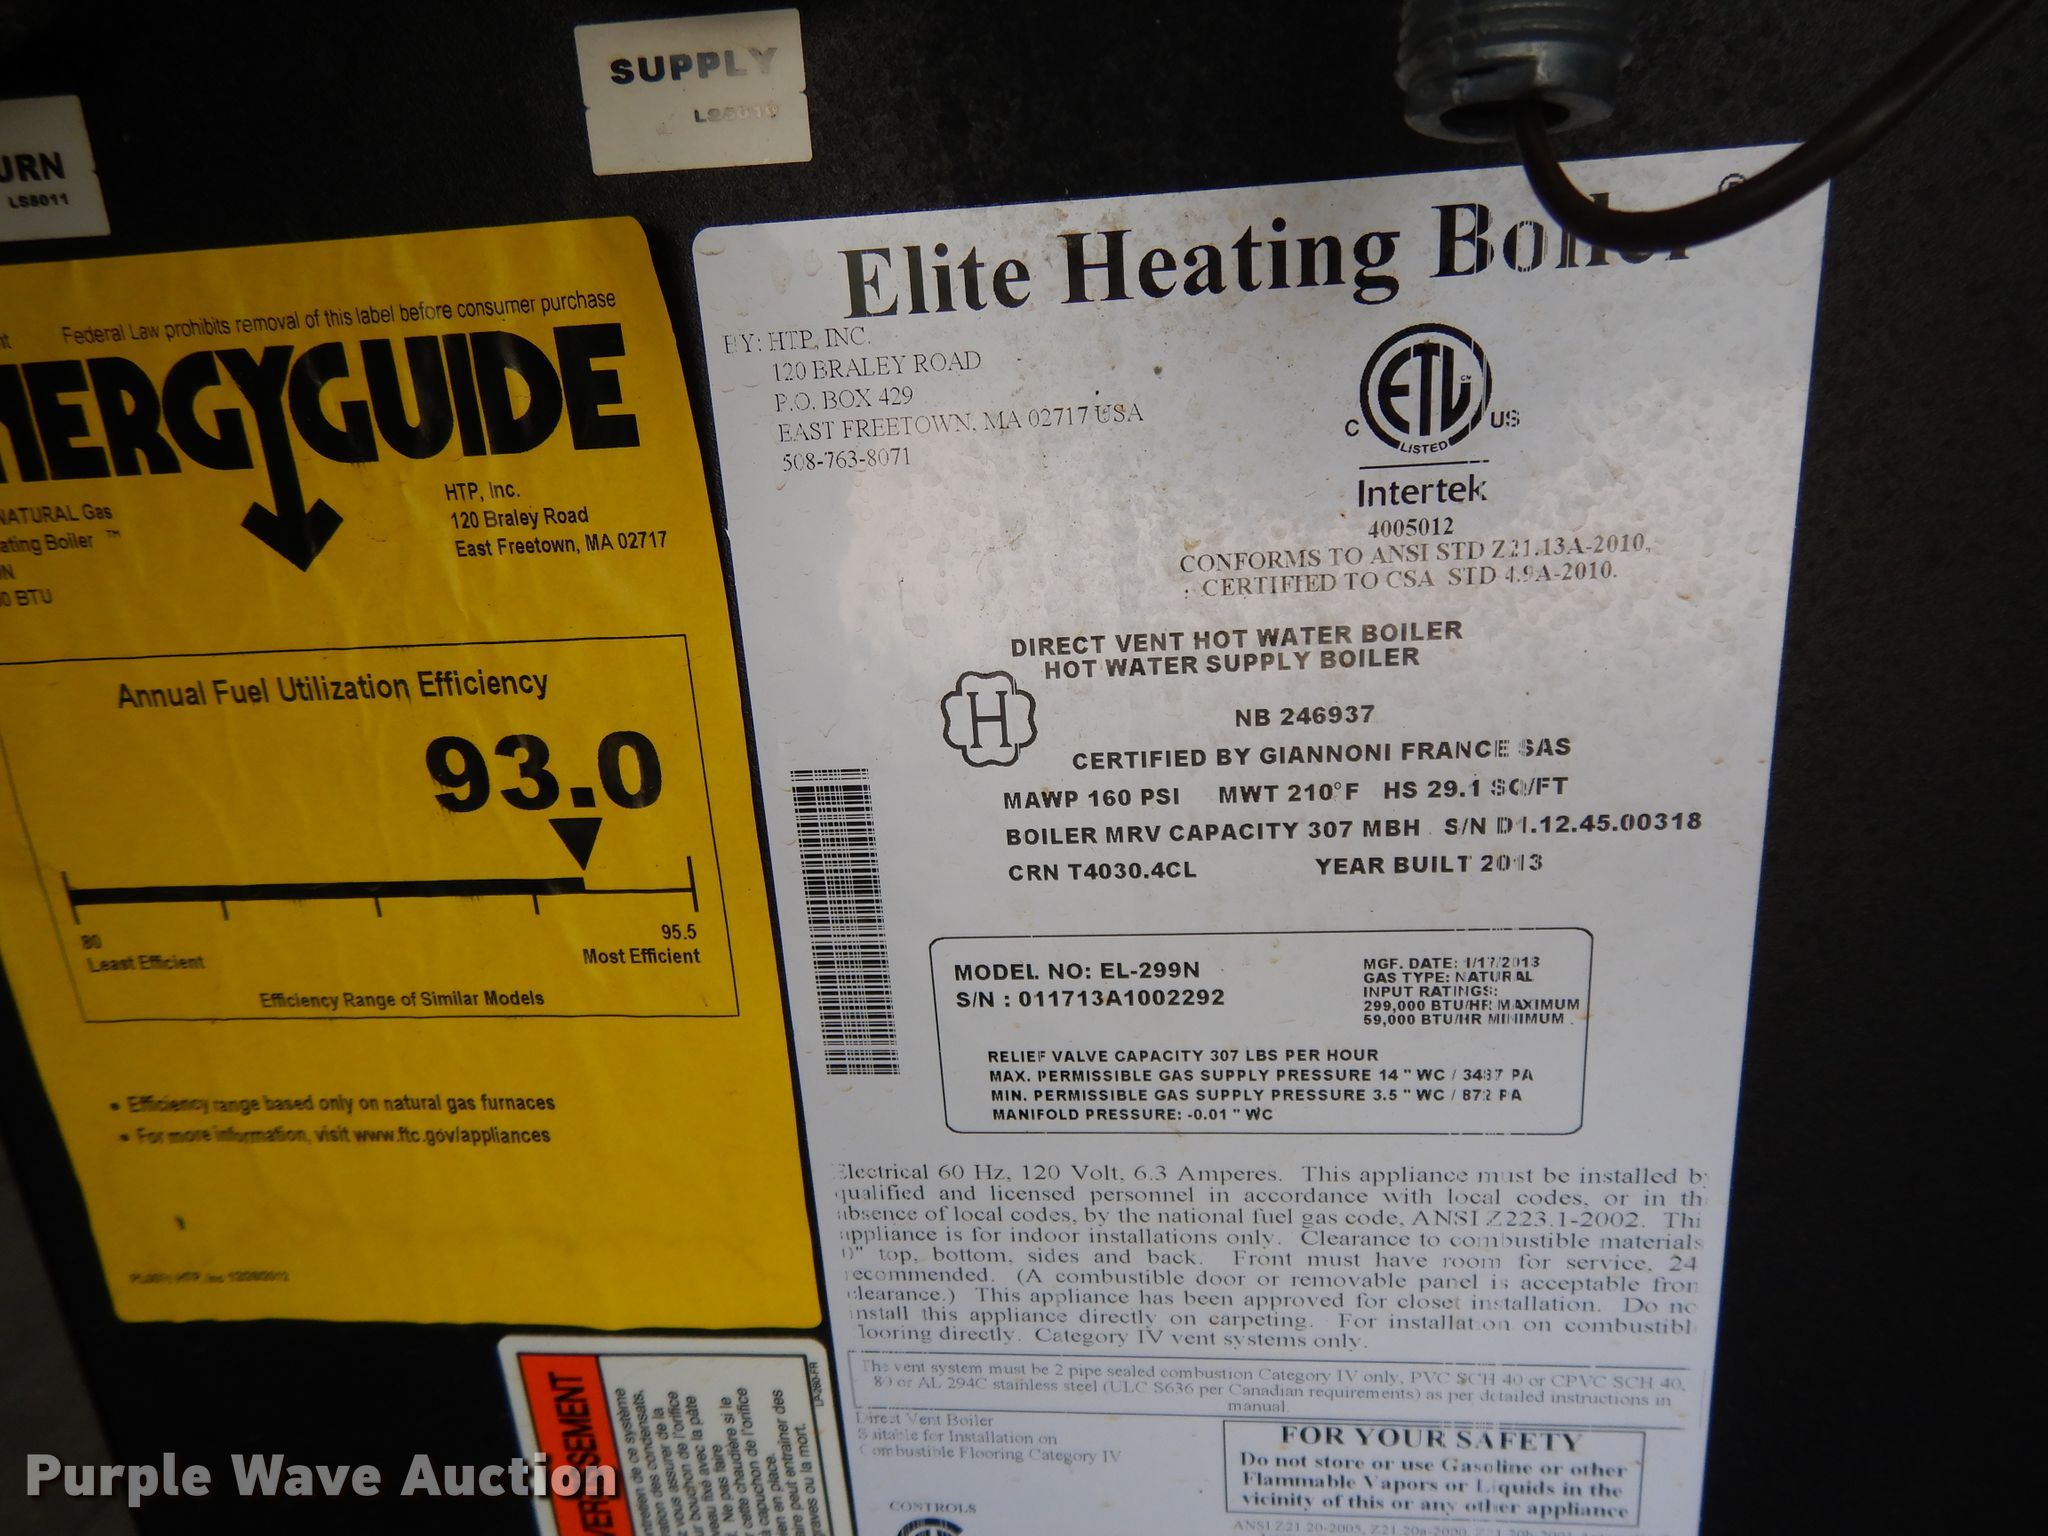 SUPPLY
LS5010
URN
LS5011
Federal Law prohibits removal of this label before consumer purchase
NERGYGUIDE
NATURAL Gas
ating Boiler ™
N
0 BTU
HTP, Inc.
120 Braley Road
East Freetown, MA 02717
Annual Fuel Utilization Efficiency
93.0
80
Least Efficient
95.5
Most Efficient
Efficiency Range of Similar Models
• Efficiency range based only on natural gas furnaces
• For more information, visit www.ftc.gov/appliances
Elite Heating Boiler ®
BY: HTP, INC.
120 BRALEY ROAD
P.O. BOX 429
EAST FREETOWN, MA 02717 USA
508-763-8071
C ETL CM US
LISTED
Intertek
4005012
CONFORMS TO ANSI STD Z21.13A-2010,
CERTIFIED TO CSA STD 4.9A-2010.
DIRECT VENT HOT WATER BOILER
HOT WATER SUPPLY BOILER
H
NB 246937
CERTIFIED BY GIANNONI FRANCE SAS
MAWP 160 PSI MWT 210°F HS 29.1 SQ/FT
BOILER MRV CAPACITY 307 MBH S/N D1.12.45.00318
CRN T4030.4CL YEAR BUILT 2013
MODEL NO: EL-299N
S/N : 011713A1002292
MGF. DATE: 1/17/2013
GAS TYPE: NATURAL
INPUT RATINGS:
299,000 BTU/HR MAXIMUM
59,000 BTU/HR MINIMUM
RELIEF VALVE CAPACITY 307 LBS PER HOUR
MAX. PERMISSIBLE GAS SUPPLY PRESSURE 14 " WC / 3487 PA
MIN. PERMISSIBLE GAS SUPPLY PRESSURE 3.5 " WC / 872 PA
MANIFOLD PRESSURE: -0.01 " WC
Electrical 60 Hz, 120 Volt, 6.3 Amperes. This appliance must be installed by
qualified and licensed personnel in accordance with local codes, or in th
absence of local codes, by the national fuel gas code, ANSI Z223.1-2002. Thi
appliance is for indoor installations only. Clearance to combustible materials
0" top, bottom, sides and back. Front must have room for service, 24
recommended. (A combustible door or removable panel is acceptable fron
clearance.) This appliance has been approved for closet installation. Do no
install this appliance directly on carpeting. For installation on combustibl
flooring directly. Category IV vent systems only.
The vent system must be 2 pipe sealed combustion Category IV only, PVC SCH 40 or CPVC SCH 40,
80 or AL 294C stainless steel (ULC S636 per Canadian requirements) as per detailed instructions in
manual
Direct Vent Boiler
Suitable for Installation on
Combustible Flooring Category IV
FOR YOUR SAFETY
Do not store or use Gasoline or other
Flammable Vapors or Liquids in the
vicinity of this or any other appliance
CONTROLS
VERTISSEMENT
LP-260-FR
Purple Wave Auction